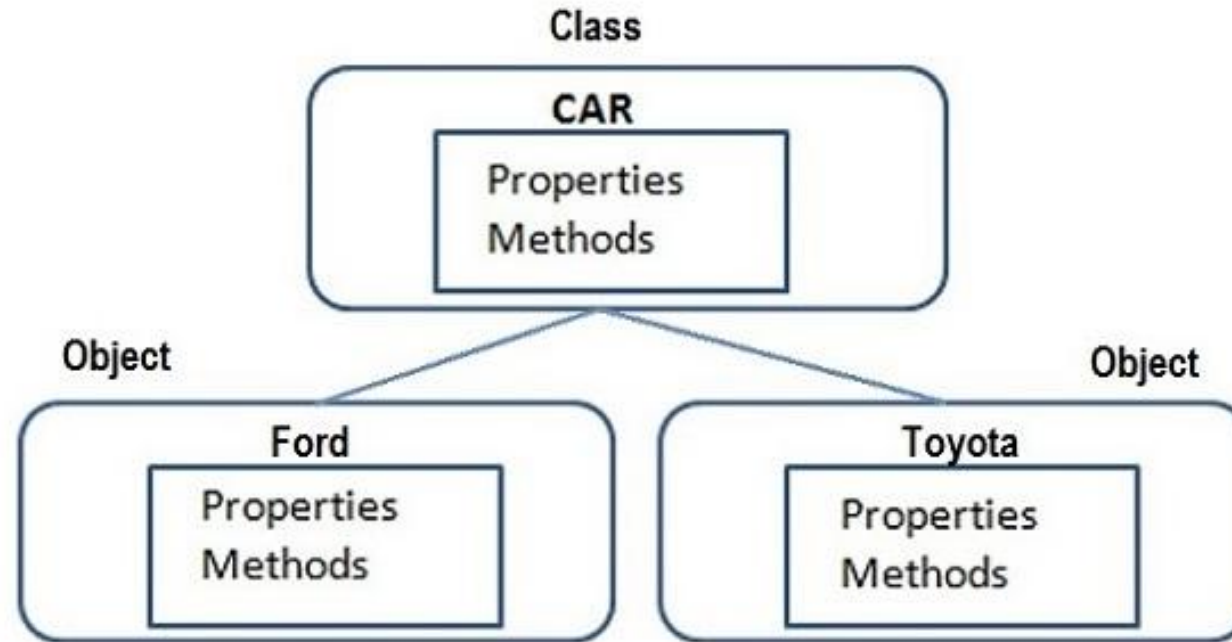 Class
CAR
Properties
Methods
Object
Object
Ford
Properties
Methods
Toyota
Properties
Methods